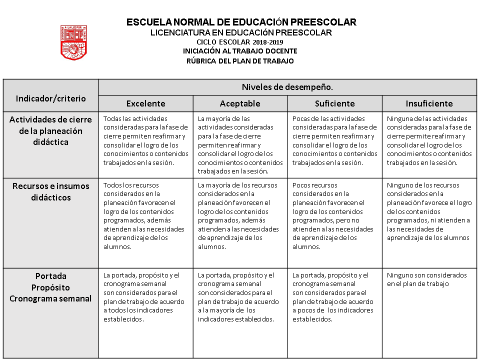 ESCUELA NORMAL DE EDUCACIÓN PREESCOLAR
LICENCIATURA EN EDUCACIÓN PREESCOLAR
CICLO ESCOLAR 2018-2019
INICIACIÓN AL TRABAJO DOCENTE
RÚBRICA DEL PLAN DE TRABAJO
Indicador/criterio
Niveles de desempeño.
Excelente
Aceptable
Suficiente
Insuficiente
Actividades de cierre
de la planeación
didáctica
Todas las actividades
consideradas para la fase de
cierre permiten reafirmar y
consolidar el logro de los
conocimientos o contenidos
trabajados en la sesión.
La mayoría de las
actividades consideradas
para la fase de cierre
permiten reafirmar y
consolidar el logro de los
conocimientos o contenidos
trabajados en la sesión.
Pocas de las actividades
consideradas para la fase de
cierre permiten reafirmar y
consolidar el logro de los
conocimientos o contenidos
trabajados en la sesión.
Ninguna de las actividades
consideradas para la fase de
cierre permiten reafirmar y
consolidar el logro de los
conocimientos o contenidos
trabajados en la sesión.
Recursos e insumos
didácticos
Todos los recursos
considerados en la
planeación favorecen el
logro de los contenidos
programados, además
atienden a las necesidades
de aprendizaje de los
alumnos.
La mayoría de los recursos
considerados en la
planeación favorecen el
logro de los contenidos
programados, además
atienden a las necesidades
de aprendizaje de los
alumnos.
Pocos recursos
considerados en la
planeación favorecen el
logro de los contenidos
programados, pero no
atienden a las necesidades
de aprendizaje de los
alumnos.
Ninguno de los recursos
considerados en la
planeación favorece el logro
de los contenidos
programados, ni atienden a
las necesidades de
aprendizaje de los alumnos
Portada
Propósito
Cronograma semanal
La portada, propósito y el
cronograma semanal
son considerados para el
plan de trabajo de acuerdo
a todos los indicadores
establecidos.
La portada, propósito y el
cronograma semanal
son considerados para el
plan de trabajo de acuerdo
a la mayoría de los
indicadores establecidos.
La portada, propósito y el
cronograma semanal
son considerados para el
plan de trabajo de acuerdo
a pocos de los indicadores
establecidos.
Ninguno son considerados
en el plan de trabajo